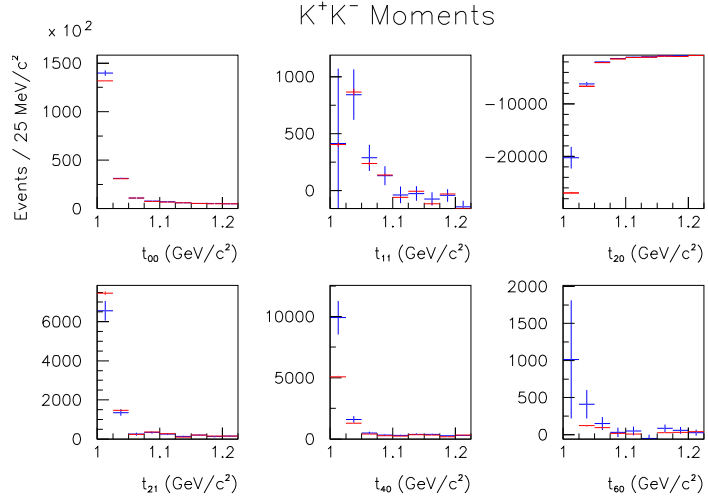 K⁺K⁻ Moments
× 10²
Events / 25 MeV/c²
1500
1000
500
0
1 1.1 1.2
t₀₀ (GeV/c²)
1000
500
0
1 1.1 1.2
t₁₁ (GeV/c²)
−10000
−20000
1 1.1 1.2
t₂₀ (GeV/c²)
6000
4000
2000
0
1 1.1 1.2
t₂₁ (GeV/c²)
10000
5000
0
1 1.1 1.2
t₄₀ (GeV/c²)
2000
1500
1000
500
0
1 1.1 1.2
t₆₀ (GeV/c²)